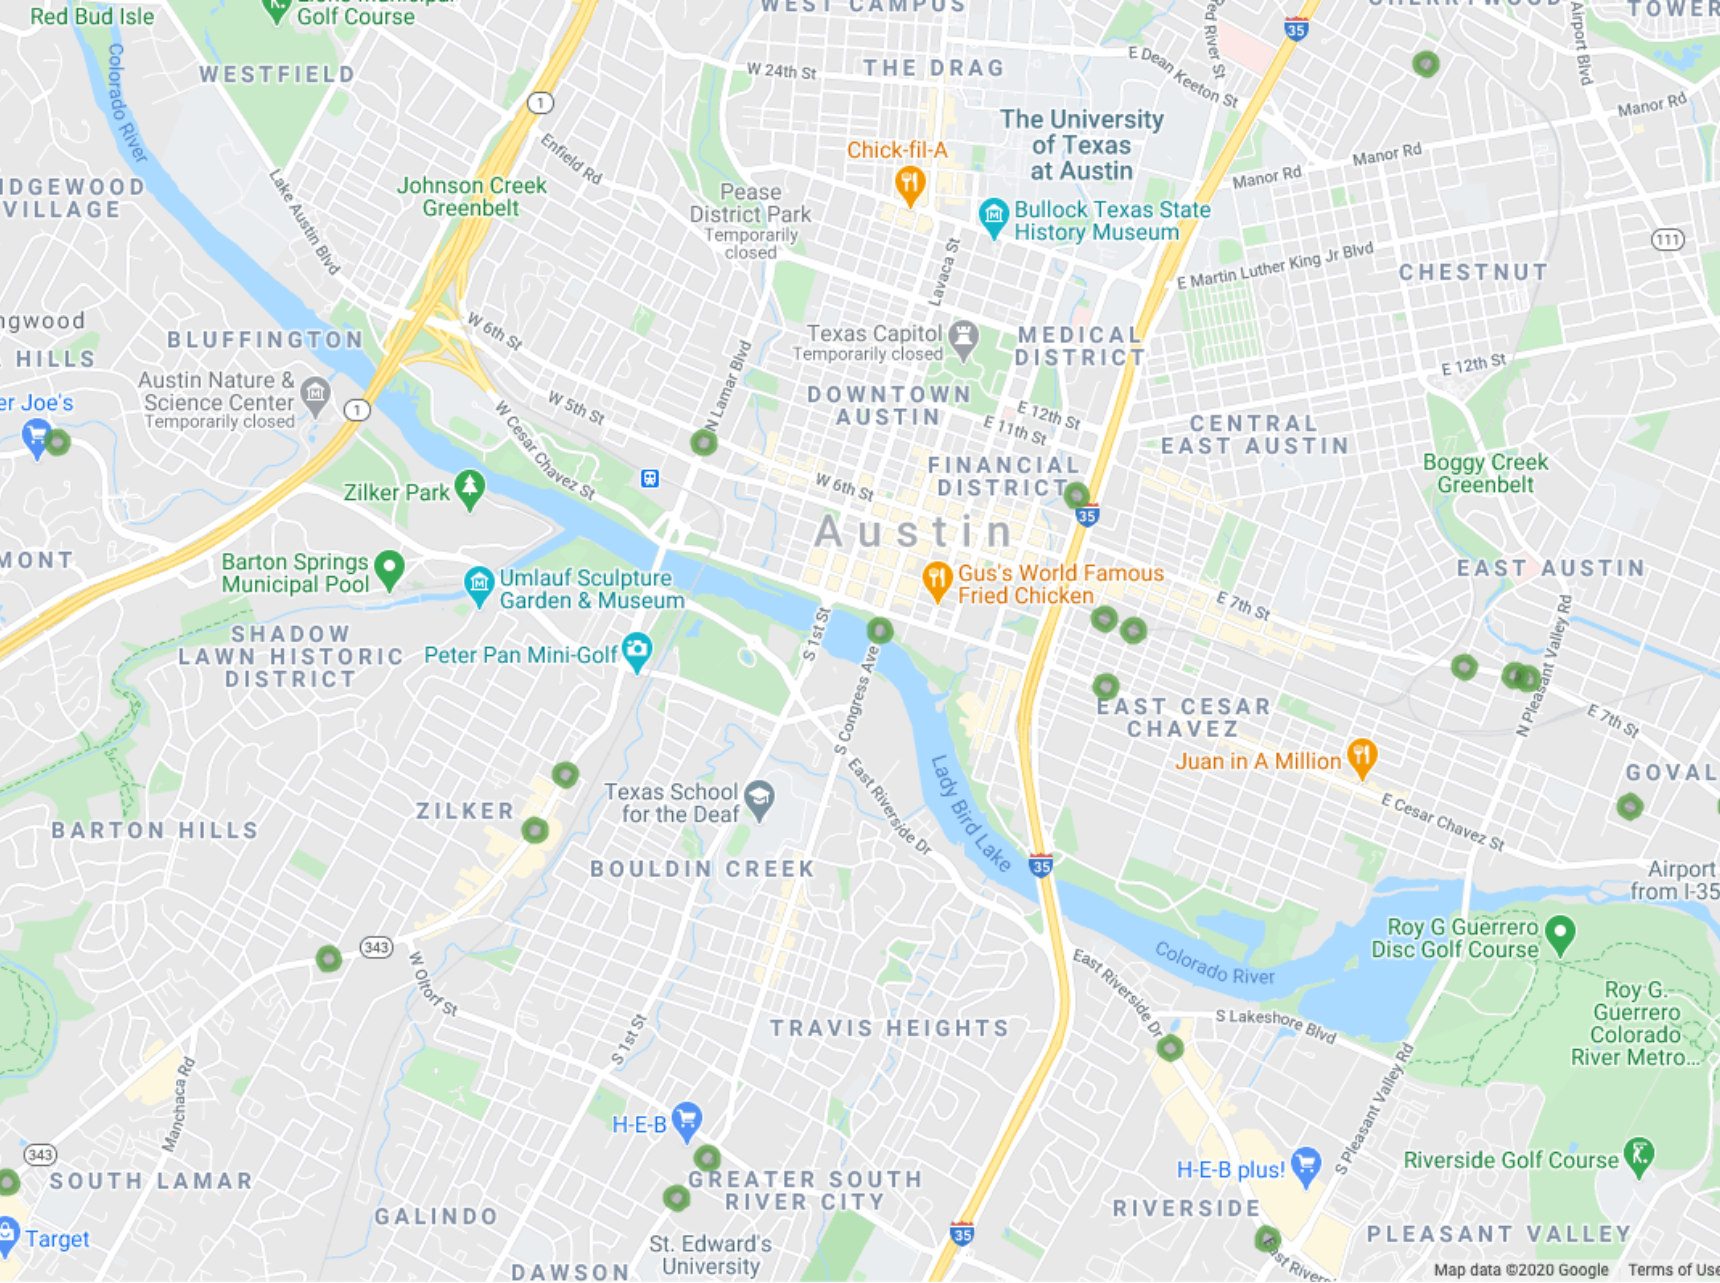 Red Bud Isle
Golf Course
WEST CAMPUS
35
Airport Blvd
Red River St
E Dean Keeton St
W 24th St
THE DRAG
WESTFIELD
Colorado River
1
Manor Rd
The University
of Texas
at Austin
Chick-fil-A
Enfield Rd
Manor Rd
Manor Rd
Johnson Creek
Greenbelt
DGEWOOD
VILLAGE
Lake Austin Blvd
Pease
District Park
Temporarily
closed
Bullock Texas State
History Museum
111
Lavaca St
E Martin Luther King Jr Blvd
CHESTNUT
ngwood
HILLS
BLUFFINGTON
W 6th St
Texas Capitol
Temporarily closed
MEDICAL
DISTRICT
N Lamar Blvd
E 12th St
Austin Nature &
Science Center
Temporarily closed
er Joe's
1
W 5th St
DOWNTOWN
AUSTIN
E 12th St
E 11th St
CENTRAL
EAST AUSTIN
W Cesar Chavez St
FINANCIAL
DISTRICT
Boggy Creek
Greenbelt
Zilker Park
W 6th St
35
Austin
MONT
Barton Springs
Municipal Pool
Umlauf Sculpture
Garden & Museum
Gus's World Famous
Fried Chicken
EAST AUSTIN
E 7th St
SHADOW
LAWN HISTORIC
DISTRICT
Peter Pan Mini-Golf
S 1st St
S Congress Ave
N Pleasant Valley Rd
EAST CESAR
CHAVEZ
E 7th St
Juan in A Million
GOVAL
Lady Bird Lake
East Riverside Dr
Texas School
for the Deaf
ZILKER
BARTON HILLS
E Cesar Chavez St
BOULDIN CREEK
35
Airport
from I-35
343
W Oltorf St
Roy G Guerrero
Disc Golf Course
Colorado River
East Riverside Dr
Roy G.
Guerrero
Colorado
River Metro...
S Lakeshore Blvd
TRAVIS HEIGHTS
S 1st St
S Pleasant Valley Rd
Manchaca Rd
H-E-B
343
SOUTH LAMAR
GREATER SOUTH
RIVER CITY
H-E-B plus!
Riverside Golf Course
GALINDO
RIVERSIDE
PLEASANT VALLEY
Target
St. Edward's
University
35
DAWSON
Map data ©2020 Google
Terms of Use